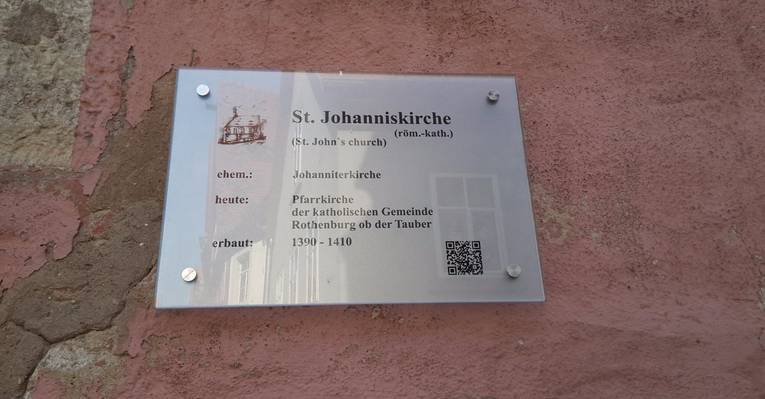 St. Johanniskirche
(röm.-kath.)
(St. John`s church)
ehem.: Johanniterkirche
heute: Pfarrkirche
der katholischen Gemeinde
Rothenburg ob der Tauber
erbaut: 1390 - 1410